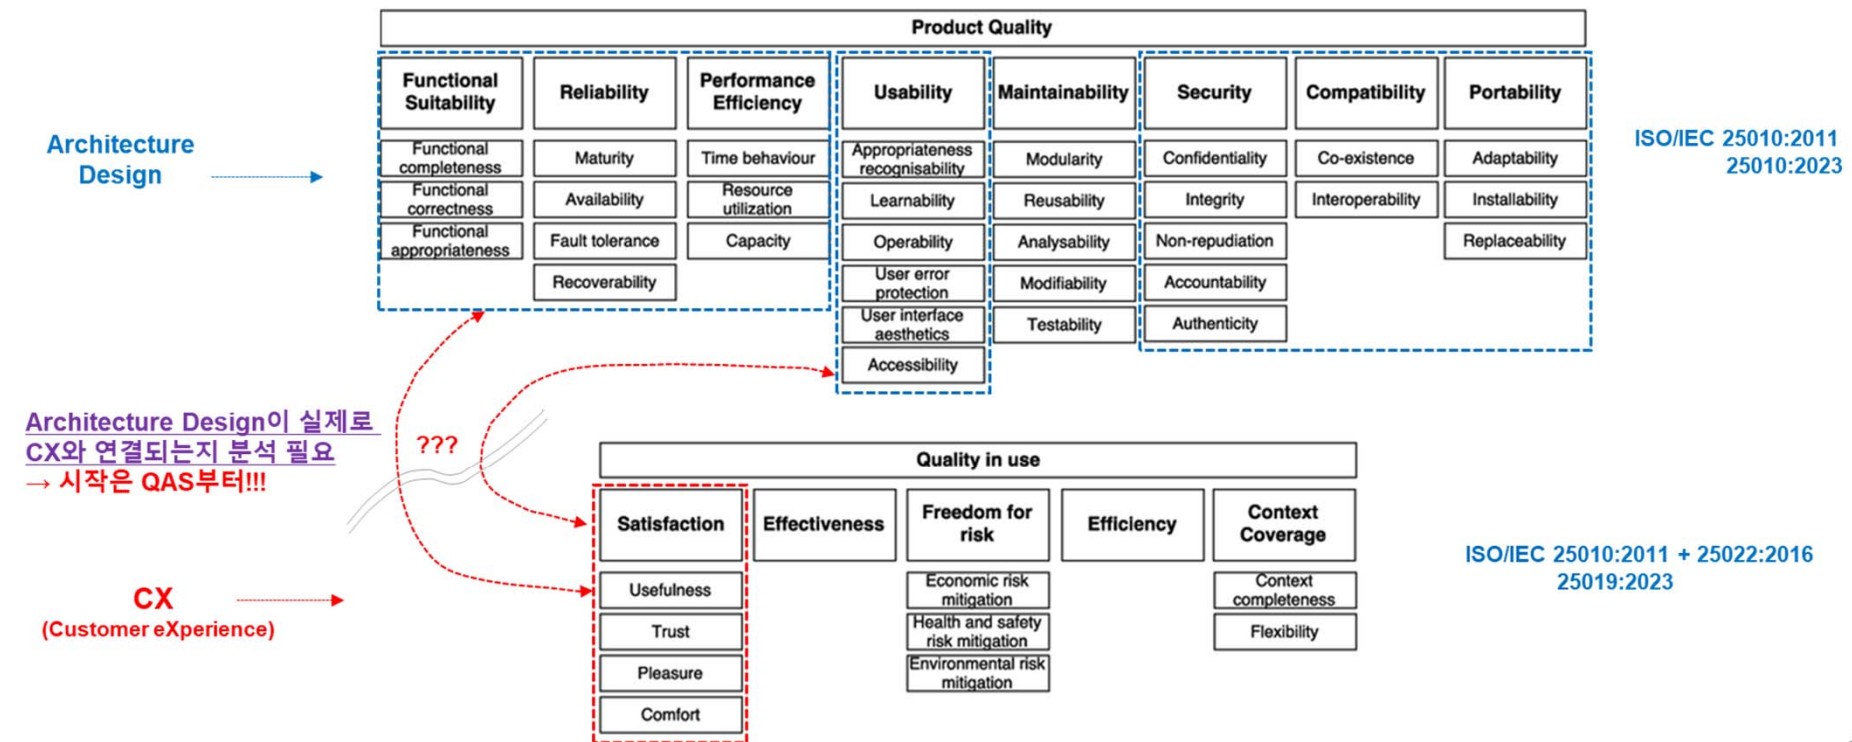 Product Quality
Functional
Suitability
Reliability
Performance
Efficiency
Usability
Maintainability
Security
Compatibility
Portability
Functional
completeness
Functional
correctness
Functional
appropriateness
Maturity
Availability
Fault tolerance
Recoverability
Time behaviour
Resource
utilization
Capacity
Appropriateness
recognisability
Learnability
Operability
User error
protection
User interface
aesthetics
Accessibility
Modularity
Reusability
Analysability
Modifiability
Testability
Confidentiality
Integrity
Non-repudiation
Accountability
Authenticity
Co-existence
Interoperability
Adaptability
Installability
Replaceability
Architecture
Design
ISO/IEC 25010:2011
25010:2023
Architecture Design이 실제로
CX와 연결되는지 분석 필요
→ 시작은 QAS부터!!!
???
Quality in use
Satisfaction
Effectiveness
Freedom for
risk
Efficiency
Context
Coverage
Usefulness
Trust
Pleasure
Comfort
Economic risk
mitigation
Health and safety
risk mitigation
Environmental risk
mitigation
Context
completeness
Flexibility
CX
(Customer eXperience)
ISO/IEC 25010:2011 + 25022:2016
25019:2023